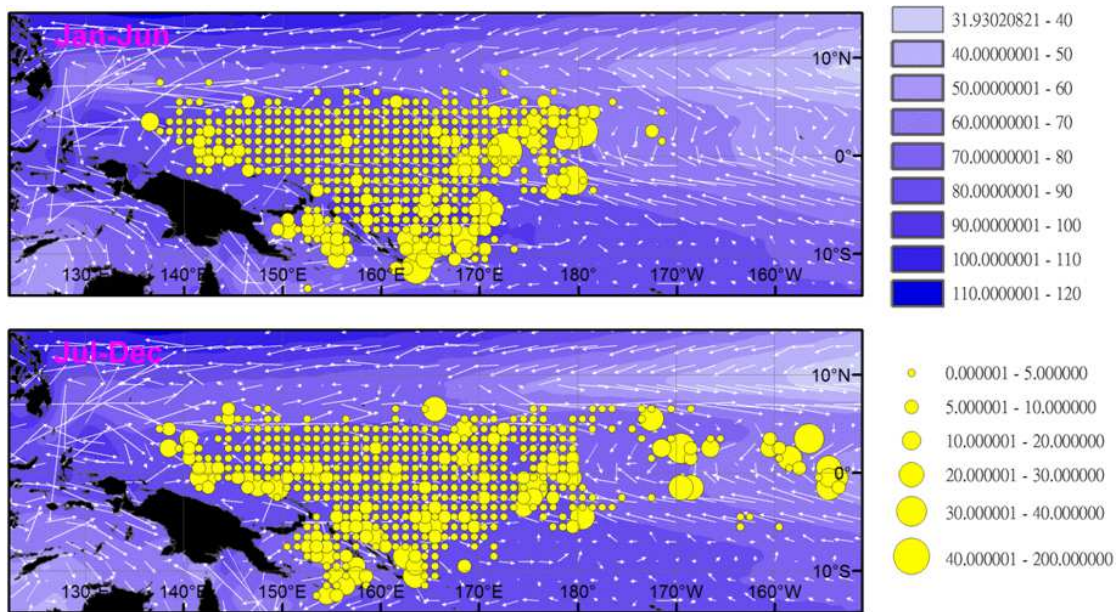 Jan-Jun
10°N
0°
10°S
130°E 140°E 150°E 160°E 170°E 180° 170°W 160°W
Jul-Dec
10°N
0°
10°S
130°E 140°E 150°E 160°E 170°E 180° 170°W 160°W
31.93020821 - 40
40.00000001 - 50
50.00000001 - 60
60.00000001 - 70
70.00000001 - 80
80.00000001 - 90
90.00000001 - 100
100.0000001 - 110
110.0000001 - 120
0.000001 - 5.000000
5.000001 - 10.000000
10.000001 - 20.000000
20.000001 - 30.000000
30.000001 - 40.000000
40.000001 - 200.000000